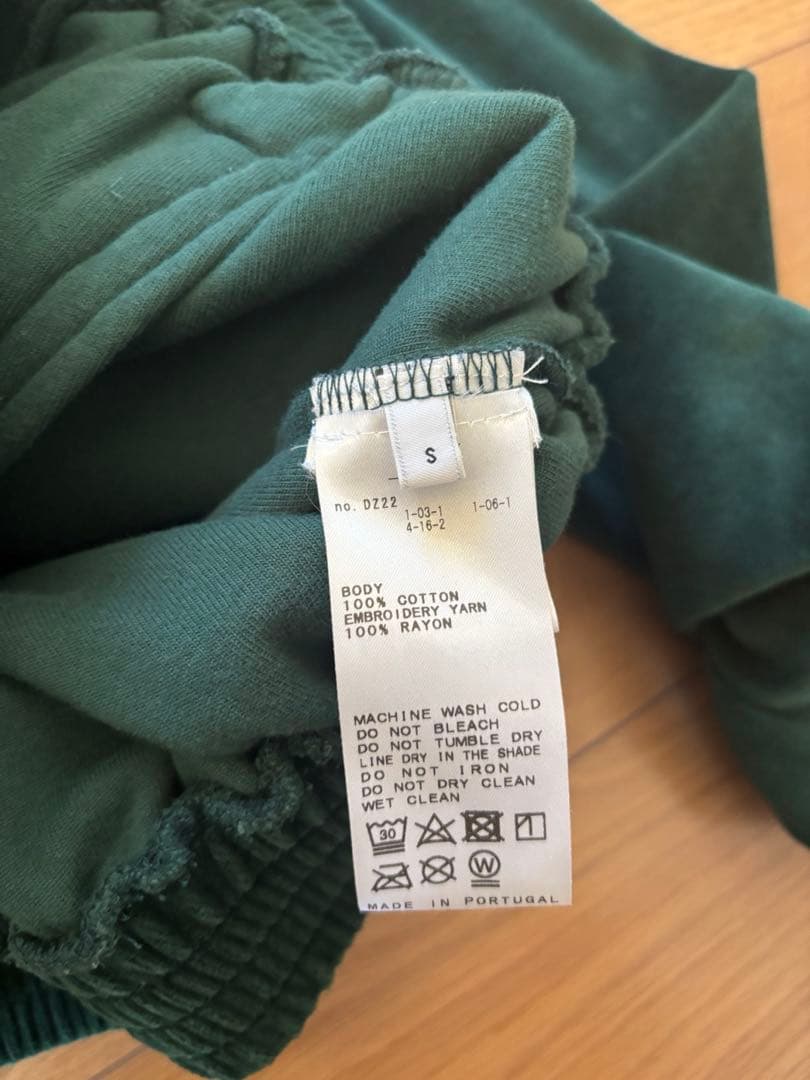 S
no. DZ22 1-03-1 1-06-1
4-16-2
BODY
100% COTTON
EMBROIDERY YARN
100% RAYON
MACHINE WASH COLD
DO NOT BLEACH
DO NOT TUMBLE DRY
LINE DRY IN THE SHADE
DO NOT IRON
DO NOT DRY CLEAN
WET CLEAN
30
W
MADE IN PORTUGAL